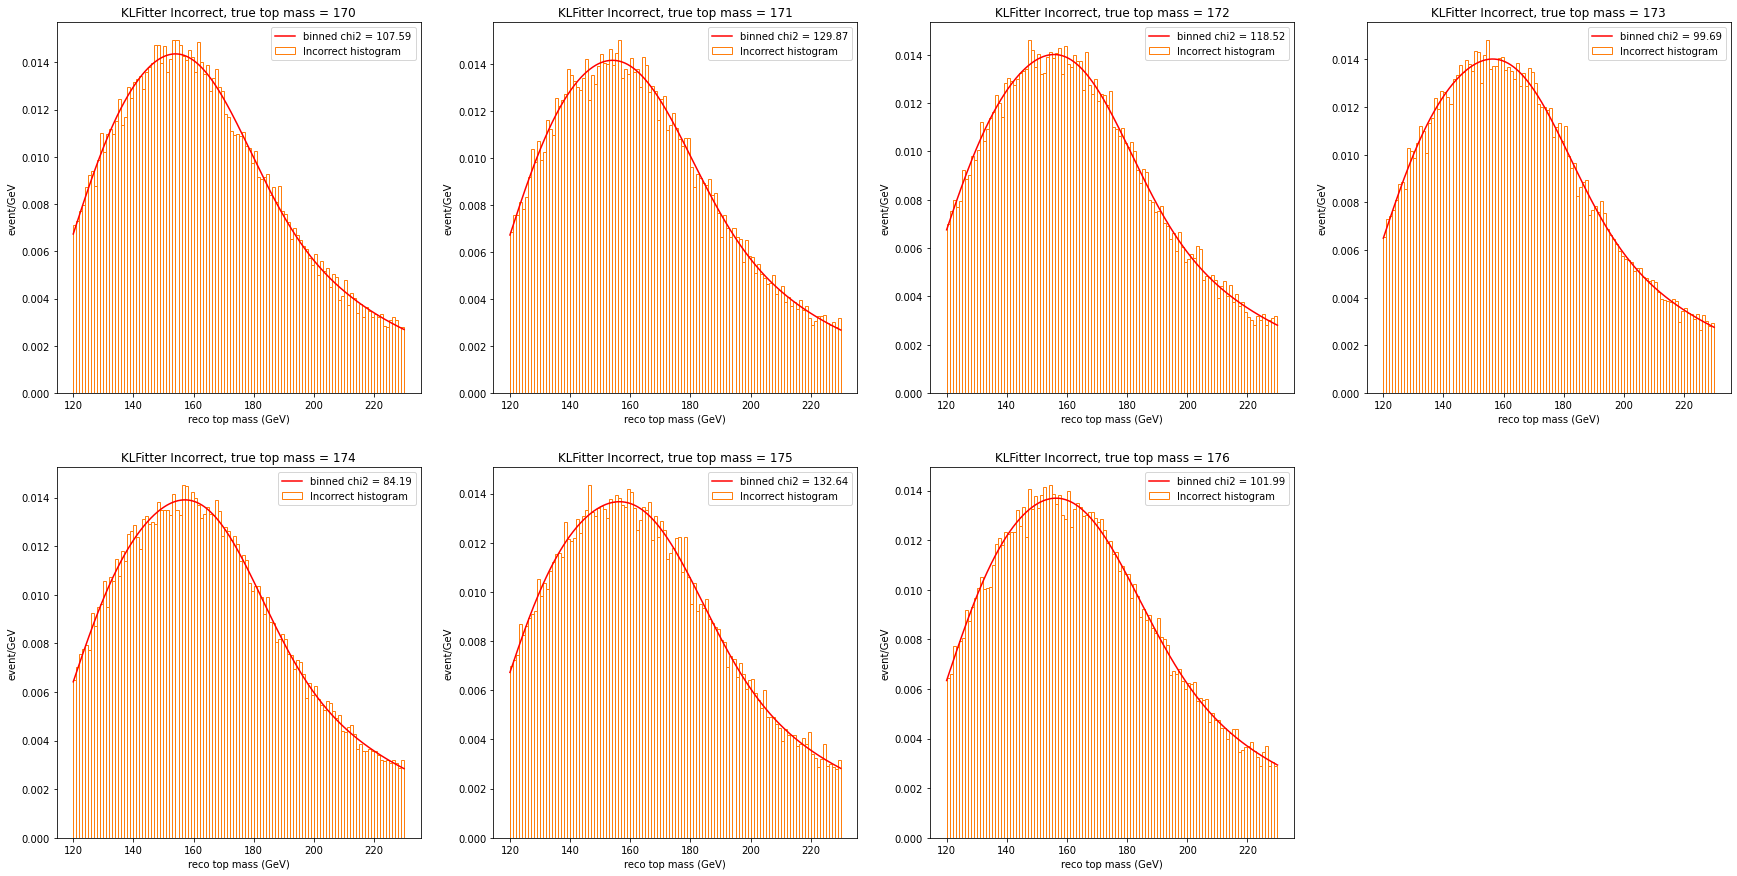 KLFitter Incorrect, true top mass = 170
binned chi2 = 107.59
Incorrect histogram
event/GeV
0.014
0.012
0.010
0.008
0.006
0.004
0.002
0.000
120 140 160 180 200 220
reco top mass (GeV)
KLFitter Incorrect, true top mass = 171
binned chi2 = 129.87
Incorrect histogram
event/GeV
0.014
0.012
0.010
0.008
0.006
0.004
0.002
0.000
120 140 160 180 200 220
reco top mass (GeV)
KLFitter Incorrect, true top mass = 172
binned chi2 = 118.52
Incorrect histogram
event/GeV
0.014
0.012
0.010
0.008
0.006
0.004
0.002
0.000
120 140 160 180 200 220
reco top mass (GeV)
KLFitter Incorrect, true top mass = 173
binned chi2 = 99.69
Incorrect histogram
event/GeV
0.014
0.012
0.010
0.008
0.006
0.004
0.002
0.000
120 140 160 180 200 220
reco top mass (GeV)
KLFitter Incorrect, true top mass = 174
binned chi2 = 84.19
Incorrect histogram
event/GeV
0.014
0.012
0.010
0.008
0.006
0.004
0.002
0.000
120 140 160 180 200 220
reco top mass (GeV)
KLFitter Incorrect, true top mass = 175
binned chi2 = 132.64
Incorrect histogram
event/GeV
0.014
0.012
0.010
0.008
0.006
0.004
0.002
0.000
120 140 160 180 200 220
reco top mass (GeV)
KLFitter Incorrect, true top mass = 176
binned chi2 = 101.99
Incorrect histogram
event/GeV
0.014
0.012
0.010
0.008
0.006
0.004
0.002
0.000
120 140 160 180 200 220
reco top mass (GeV)